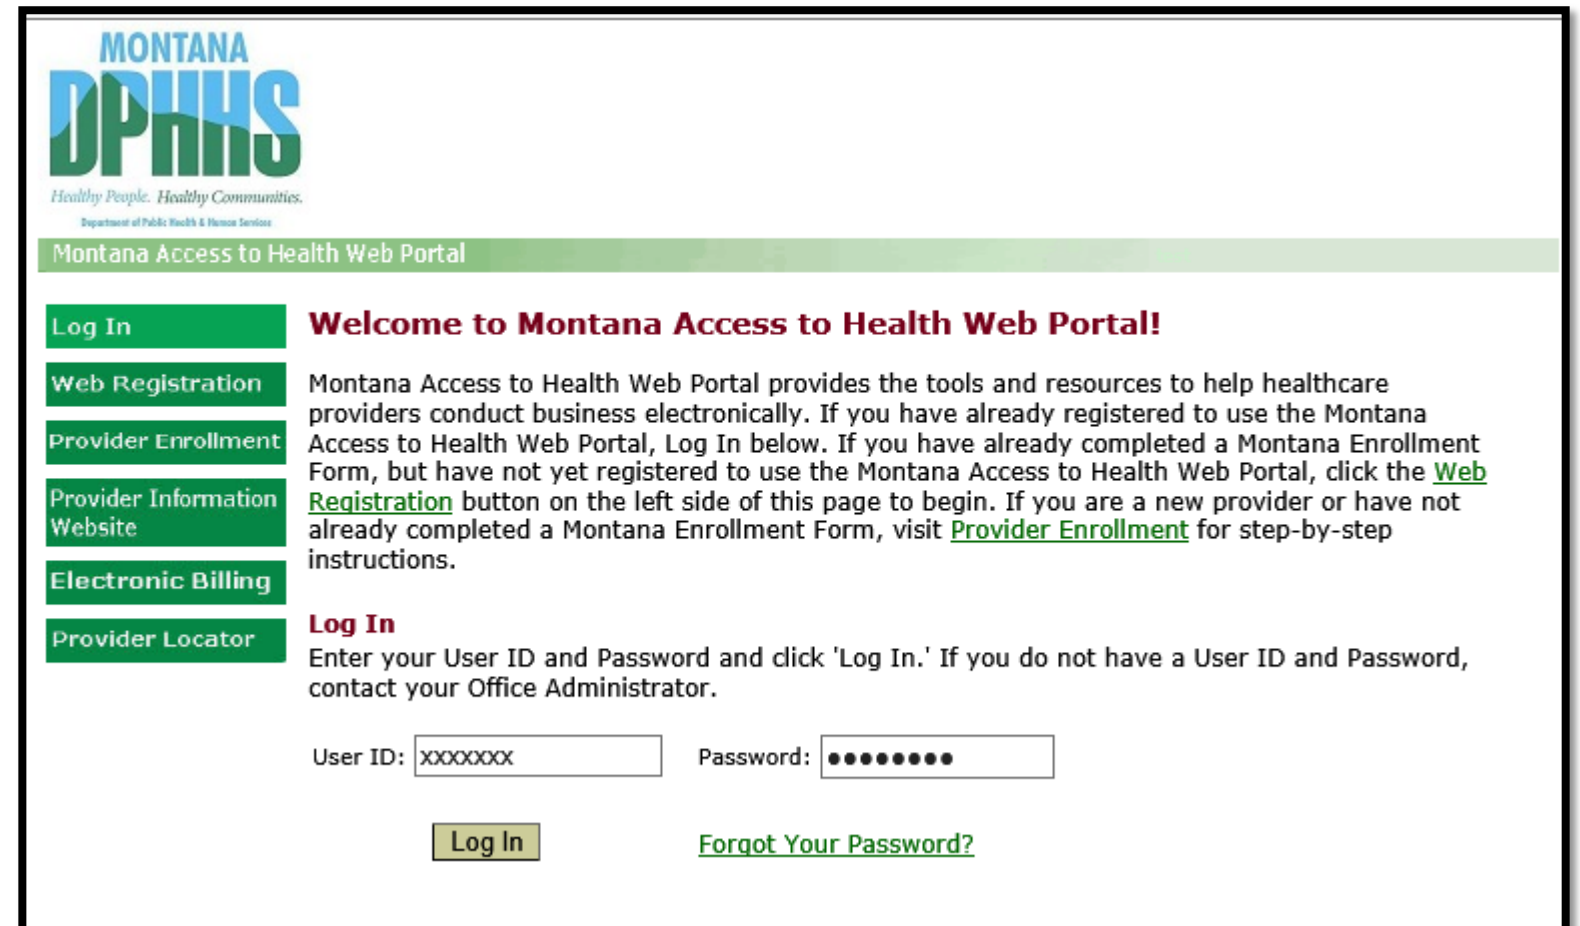 MONTANA
DPHHS
Healthy People. Healthy Communities.
Department of Public Health & Human Services
Montana Access to Health Web Portal
Log In
Web Registration
Provider Enrollment
Provider Information
Website
Electronic Billing
Provider Locator
Welcome to Montana Access to Health Web Portal!
Montana Access to Health Web Portal provides the tools and resources to help healthcare
providers conduct business electronically. If you have already registered to use the Montana
Access to Health Web Portal, Log In below. If you have already completed a Montana Enrollment
Form, but have not yet registered to use the Montana Access to Health Web Portal, click the Web
Registration button on the left side of this page to begin. If you are a new provider or have not
already completed a Montana Enrollment Form, visit Provider Enrollment for step-by-step
instructions.
Log In
Enter your User ID and Password and click 'Log In.' If you do not have a User ID and Password,
contact your Office Administrator.
User ID: xxxxxxx Password: ●●●●●●●●
Log In Forgot Your Password?